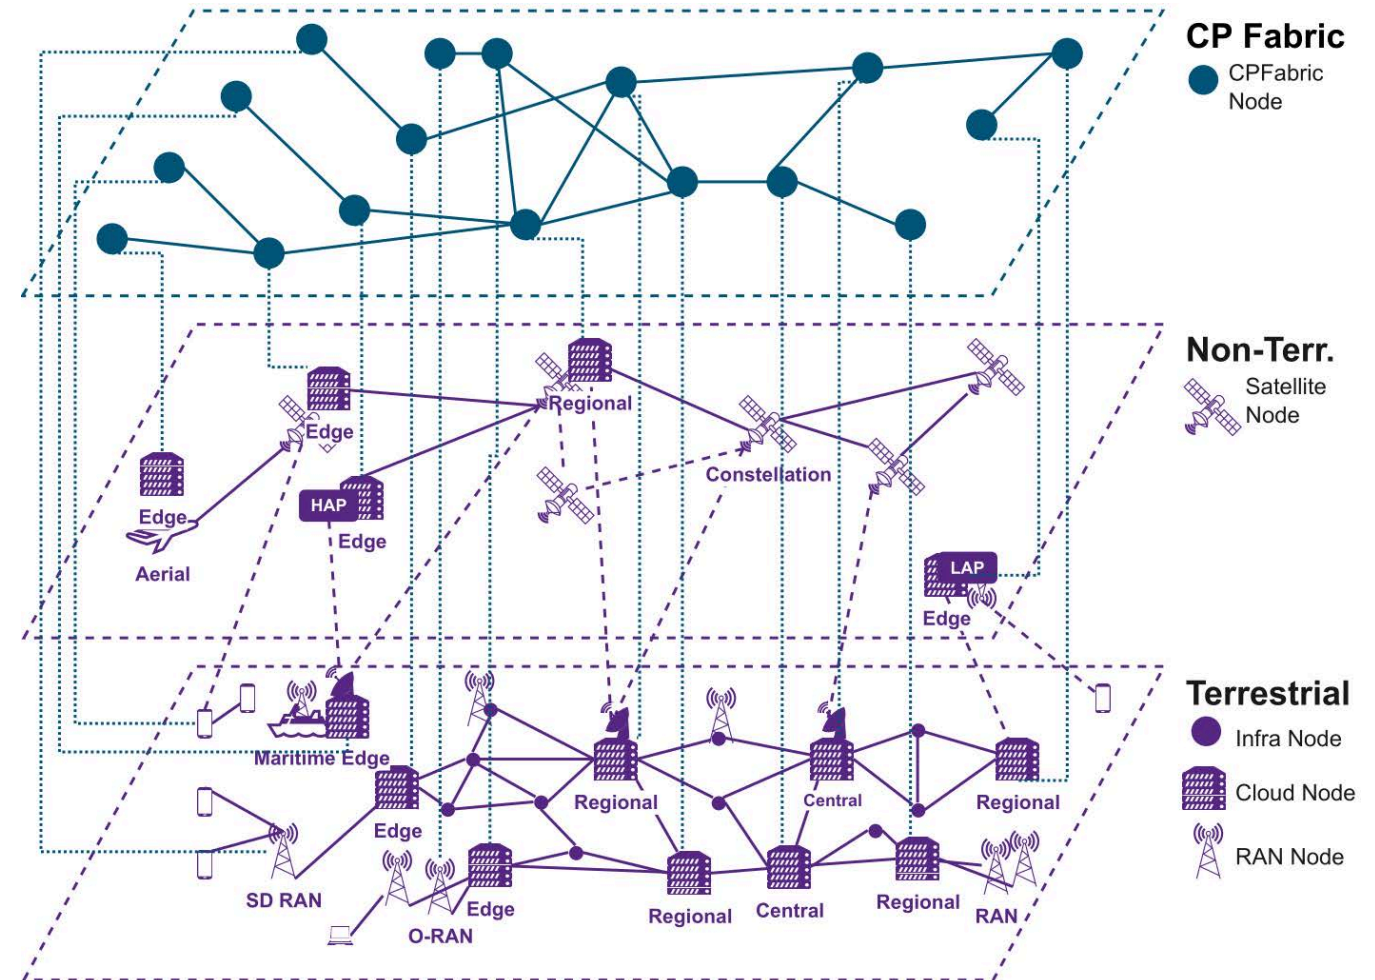 CP Fabric
CPFabric
Node
Non-Terr.
Satellite
Node
Regional
Edge
Constellation
HAP
Edge
Edge
Aerial
LAP
Edge
Terrestrial
Infra Node
Cloud Node
RAN Node
Maritime Edge
Regional
Central
Regional
Edge
SD RAN
Edge
O-RAN
Regional
Central
Regional
RAN